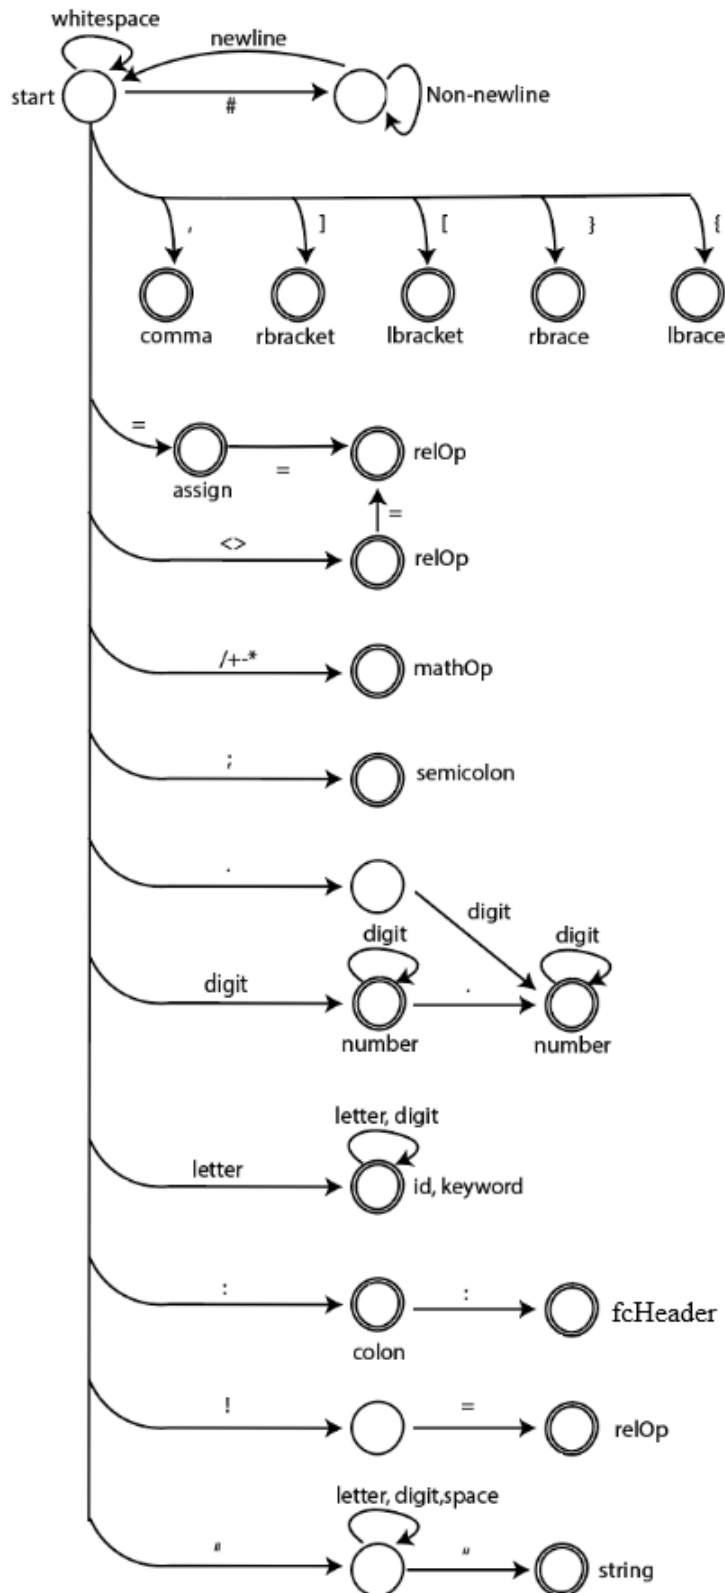 whitespace
newline
start
#
Non-newline
, ] [ } {
comma rbracket lbracket rbrace lbrace
=
relOp
=
assign
=
<>
relOp
/+-*
mathOp
;
semicolon
.
digit
digit digit
digit .
number number
letter, digit
letter
id, keyword
: :
fcHeader
colon
! =
relOp
letter, digit,space
" "
string